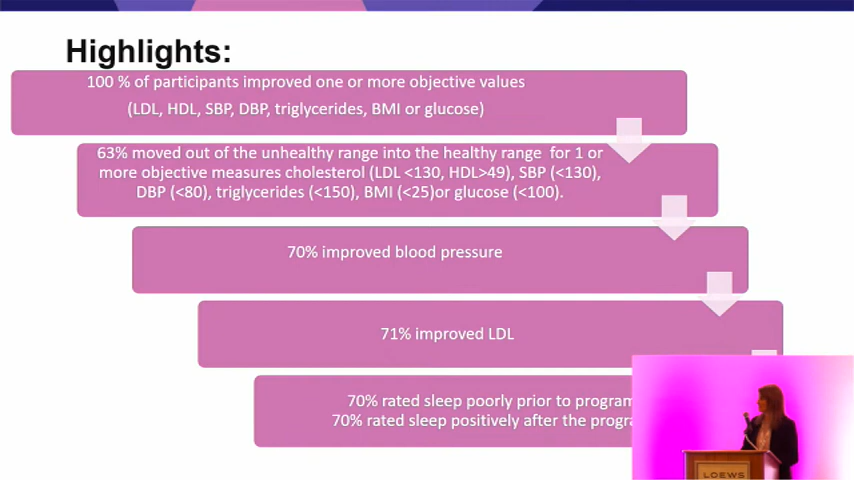 Highlights:
100 % of participants improved one or more objective values
(LDL, HDL, SBP, DBP, triglycerides, BMI or glucose)
63% moved out of the unhealthy range into the healthy range for 1 or
more objective measures cholesterol (LDL <130, HDL>49), SBP (<130),
DBP (<80), triglycerides (<150), BMI (<25)or glucose (<100).
70% improved blood pressure
71% improved LDL
70% rated sleep poorly prior to program
70% rated sleep positively after the progra
LOEWS